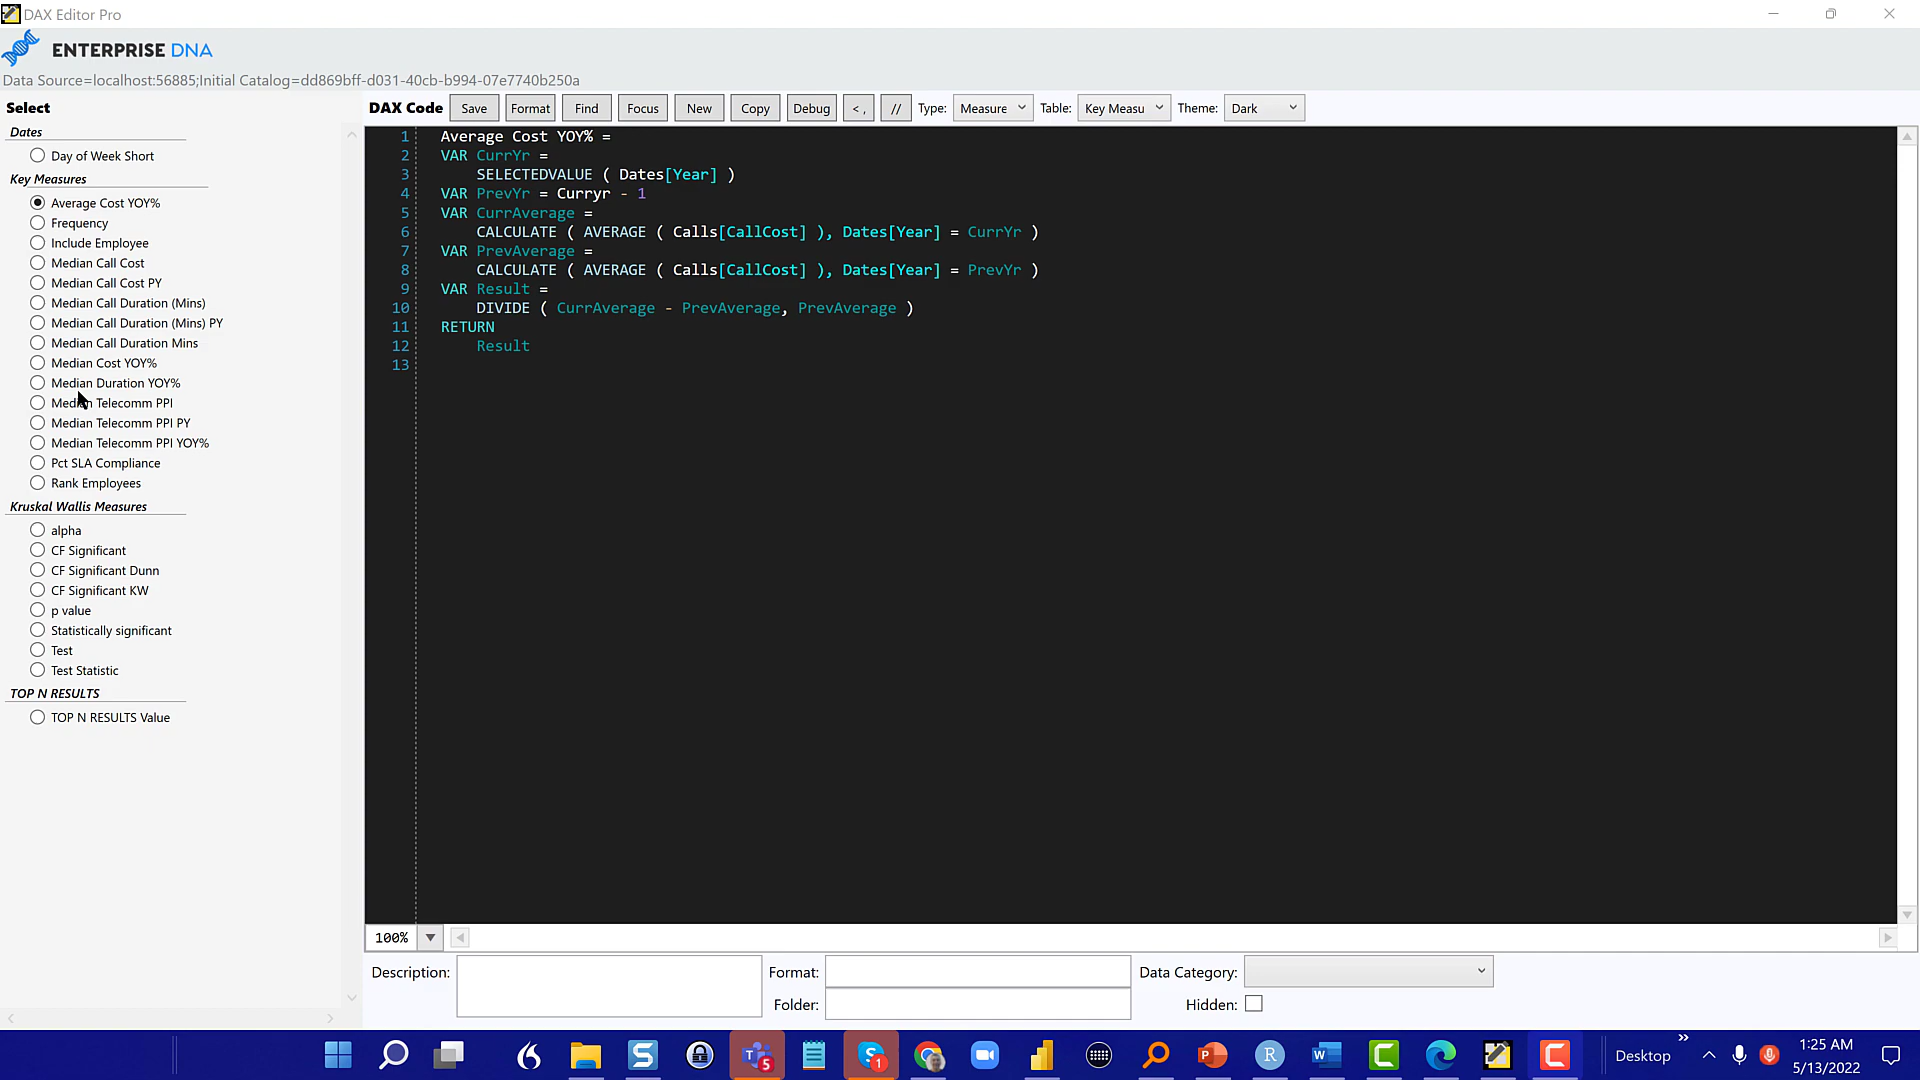 DAX Editor Pro
ENTERPRISE DNA
Data Source=localhost:56885;Initial Catalog=dd869bff-d031-40cb-b994-07e7740b250a
Select
Dates
Day of Week Short
Key Measures
Average Cost YOY%
Frequency
Include Employee
Median Call Cost
Median Call Cost PY
Median Call Duration (Mins)
Median Call Duration (Mins) PY
Median Call Duration Mins
Median Cost YOY%
Median Duration YOY%
Median Telecomm PPI
Median Telecomm PPI PY
Median Telecomm PPI YOY%
Pct SLA Compliance
Rank Employees
Kruskal Wallis Measures
alpha
CF Significant
CF Significant Dunn
CF Significant KW
p value
Statistically significant
Test
Test Statistic
TOP N RESULTS
TOP N RESULTS Value
DAX Code Save Format Find Focus New Copy Debug < , // Type: Measure Table: Key Measu Theme: Dark
1 Average Cost YOY% =
2 VAR CurrYr =
3 SELECTEDVALUE ( Dates[Year] )
4 VAR PrevYr = Curryr - 1
5 VAR CurrAverage =
6 CALCULATE ( AVERAGE ( Calls[CallCost] ), Dates[Year] = CurrYr )
7 VAR PrevAverage =
8 CALCULATE ( AVERAGE ( Calls[CallCost] ), Dates[Year] = PrevYr )
9 VAR Result =
10 DIVIDE ( CurrAverage - PrevAverage, PrevAverage )
11 RETURN
12 Result
13
100%
Description: Format: Data Category:
Folder: Hidden:
5 1 Desktop » 1:25 AM
5/13/2022